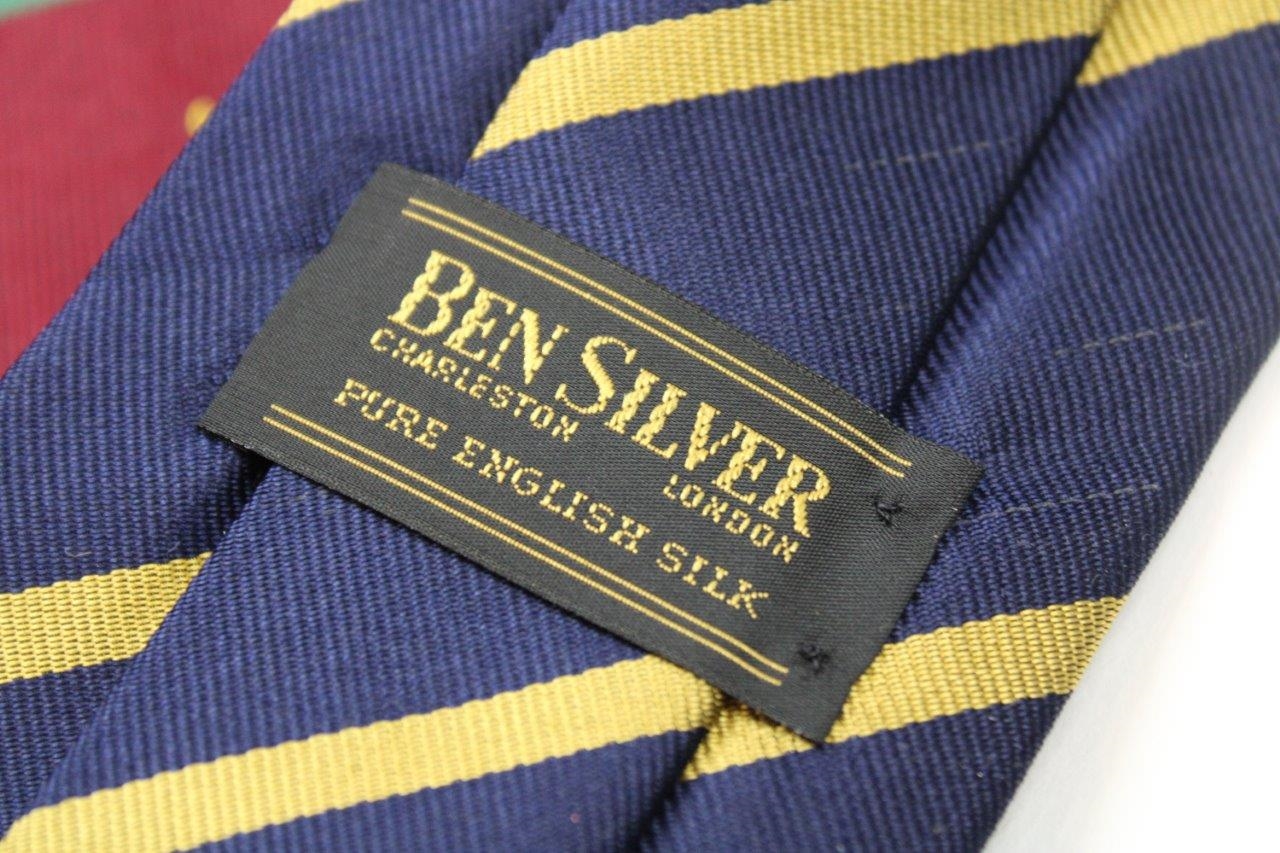 BEN SILVER
CHARLESTON LONDON
PURE ENGLISH SILK